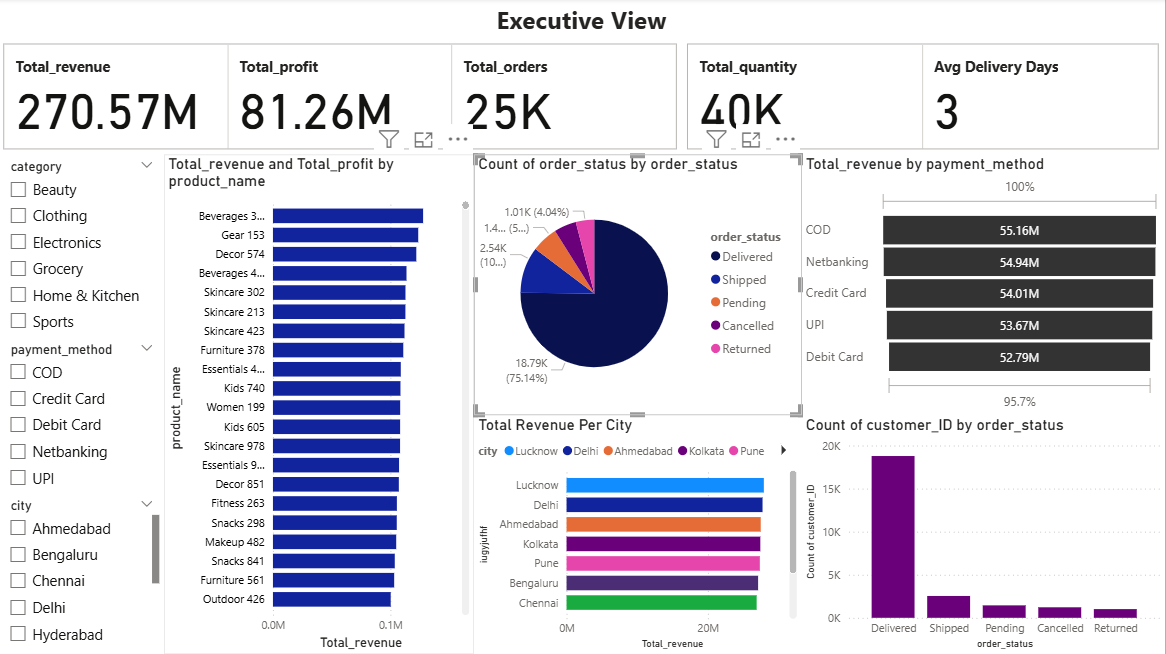 Executive View
Total_revenue
270.57M
Total_profit
81.26M
Total_orders
25K
Total_quantity
40K
Avg Delivery Days
3
category
Beauty
Clothing
Electronics
Grocery
Home & Kitchen
Sports
payment_method
COD
Credit Card
Debit Card
Netbanking
UPI
city
Ahmedabad
Bengaluru
Chennai
Delhi
Hyderabad
Total_revenue and Total_profit by
product_name
product_name
Beverages 3...
Gear 153
Decor 574
Beverages 4...
Skincare 302
Skincare 213
Skincare 423
Furniture 378
Essentials 4...
Kids 740
Women 199
Kids 605
Skincare 978
Essentials 9...
Decor 851
Fitness 263
Snacks 298
Makeup 482
Snacks 841
Furniture 561
Outdoor 426
0.0M 0.1M
Total_revenue
Count of order_status by order_status
1.01K (4.04%)
1.4... (5...)
2.54K
(10...)
18.79K
(75.14%)
order_status
Delivered
Shipped
Pending
Cancelled
Returned
Total_revenue by payment_method
100%
COD 55.16M
Netbanking 54.94M
Credit Card 54.01M
UPI 53.67M
Debit Card 52.79M
95.7%
Total Revenue Per City
city Lucknow Delhi Ahmedabad Kolkata Pune
iugyjufhf
Lucknow
Delhi
Ahmedabad
Kolkata
Pune
Bengaluru
Chennai
0M 20M
Total_revenue
Count of customer_ID by order_status
Count of customer_ID
20K
15K
10K
5K
0K
Delivered Shipped Pending Cancelled Returned
order_status